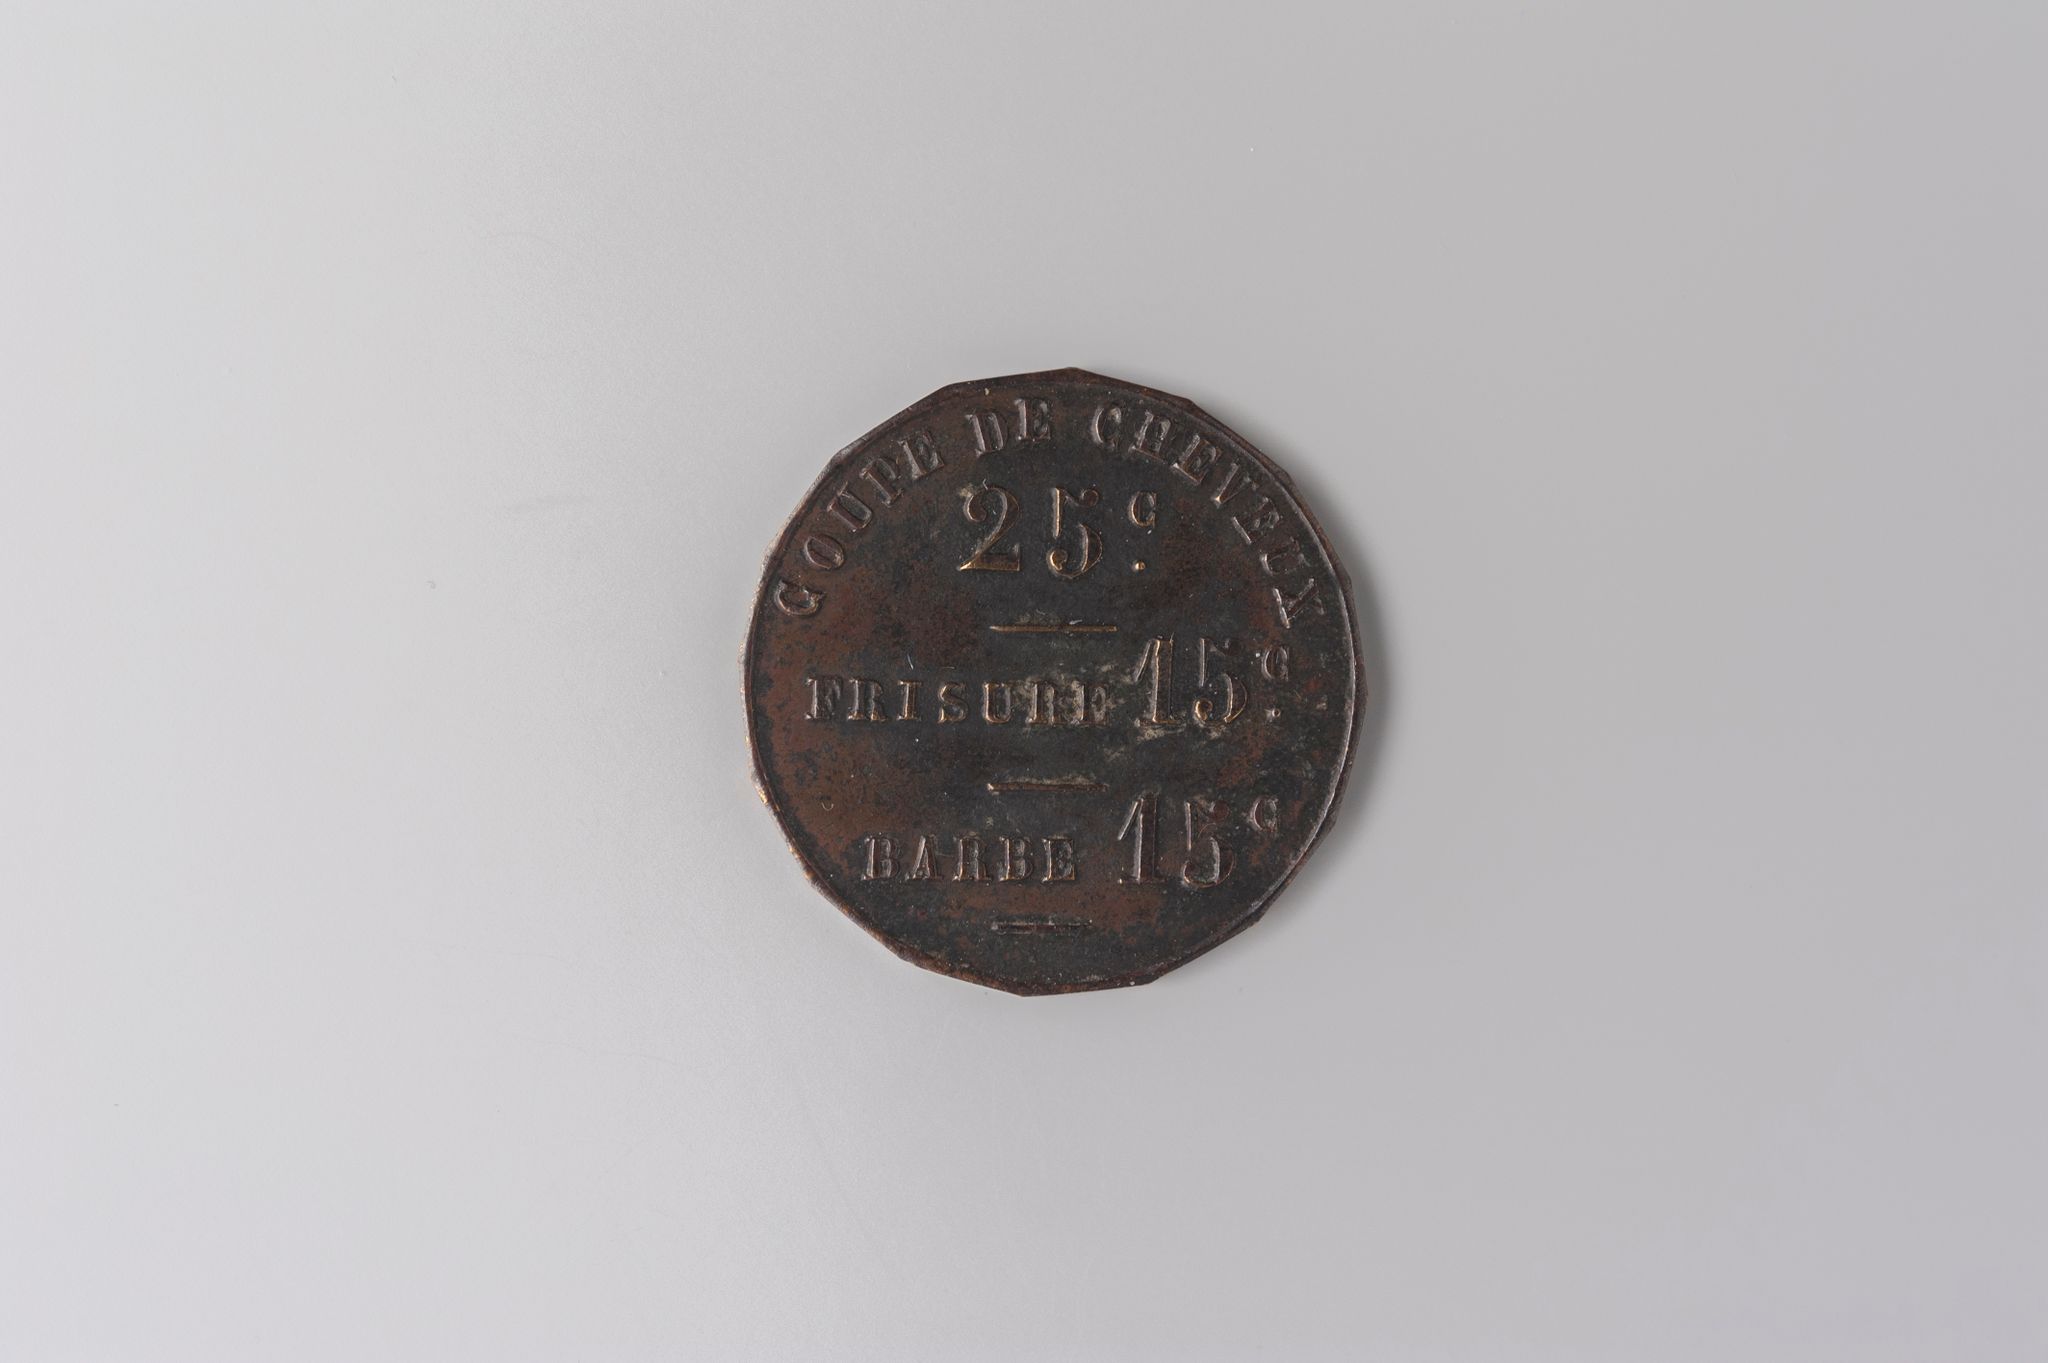 COUPE DE CHEVEUX
25c.
FRISURE 15c.
BARBE 15c